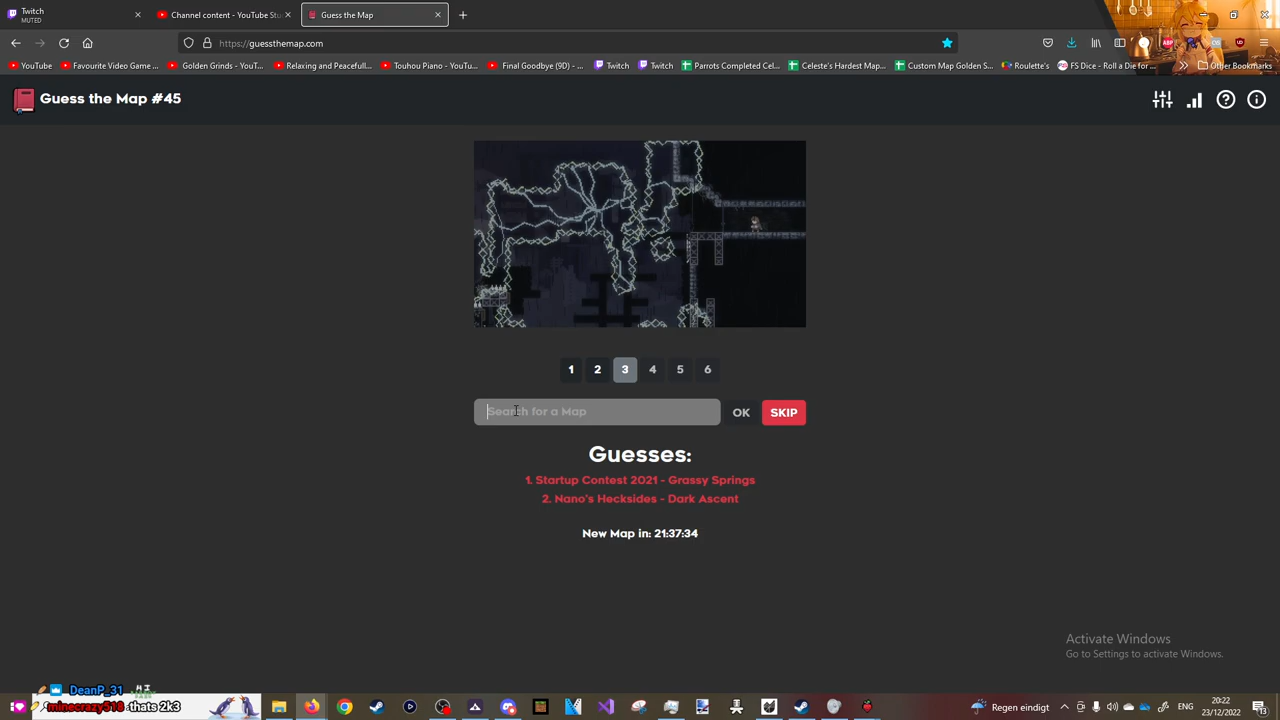 Twitch
MUTED
Channel content - YouTube Stu
Guess the Map
https://guessthemap.com
YouTube
Favourite Video Game ...
Golden Grinds - YouT...
Relaxing and Peacefull...
Touhou Piano - YouTu...
Final Goodbye (9D) - ...
Twitch
Twitch
Parrots Completed Cel...
Celeste's Hardest Map...
Custom Map Golden S...
Roulette's
FS Dice - Roll a Die for ...
Other Bookmarks
Guess the Map #45
1 2 3 4 5 6
Search for a Map
OK
SKIP
Guesses:
1. Startup Contest 2021 - Grassy Springs
2. Nano's Hecksides - Dark Ascent
New Map in: 21:37:34
Activate Windows
Go to Settings to activate Windows.
DeanP_31
minecrazy516 thats 2k3
Regen eindigt
ENG
20:22
23/12/2022